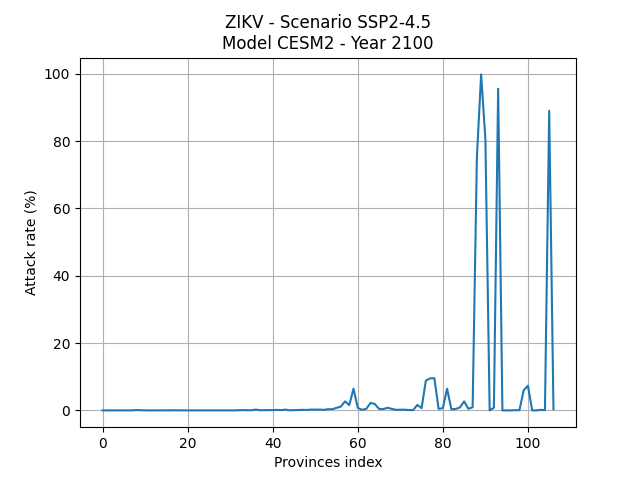 ZIKV - Scenario SSP2-4.5
Model CESM2 - Year 2100
100
80
60
40
20
0
Attack rate (%)
0 20 40 60 80 100
Provinces index